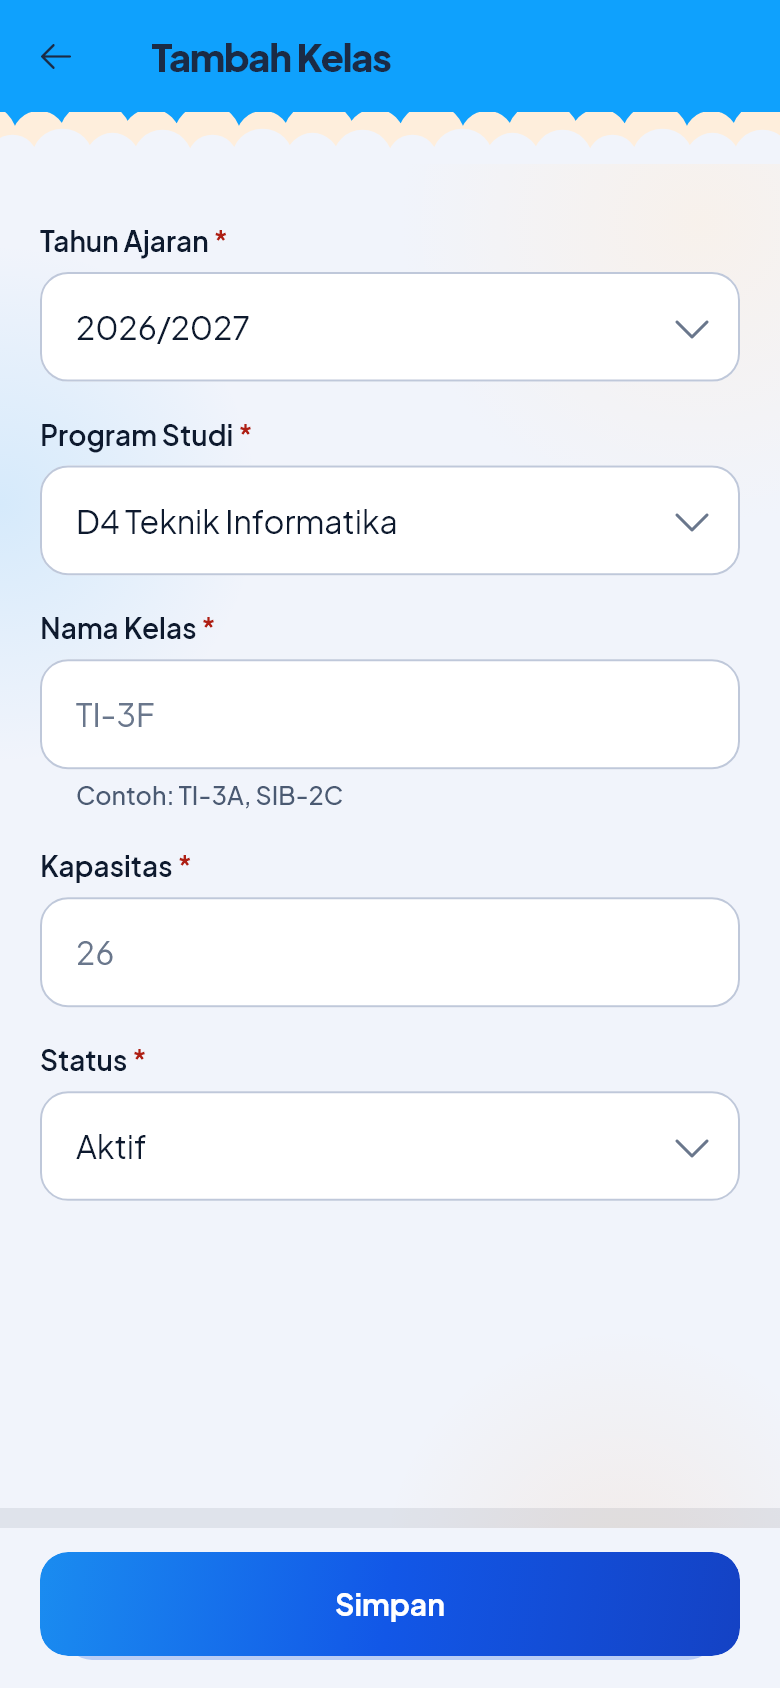 Tambah Kelas
Tahun Ajaran *
2026/2027
Program Studi *
D4 Teknik Informatika
Nama Kelas *
TI-3F
Contoh: TI-3A, SIB-2C
Kapasitas *
26
Status *
Aktif
Simpan